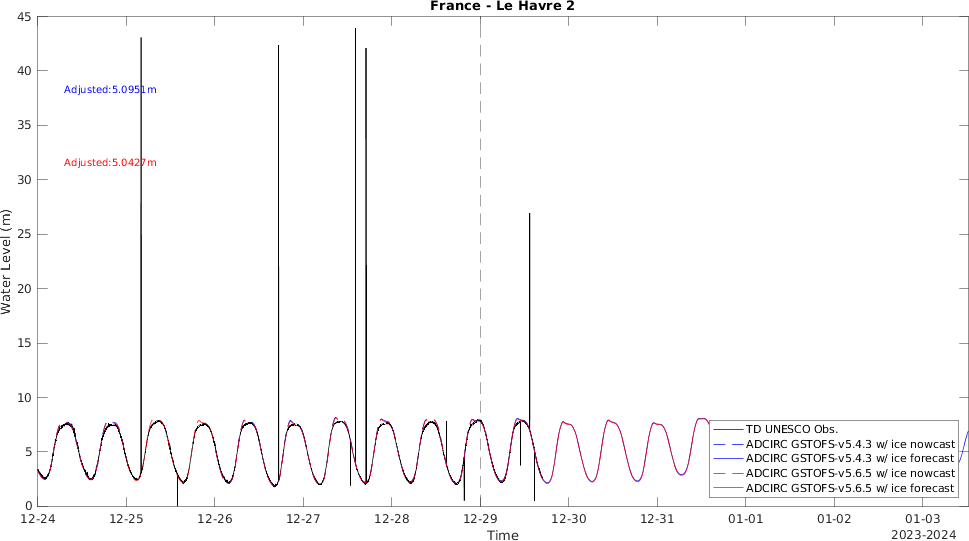 France - Le Havre 2
45
40
35
30
25
20
15
10
5
0
Water Level (m)
Adjusted:5.0951m
Adjusted:5.0427m
TD UNESCO Obs.
ADCIRC GSTOFS-v5.4.3 w/ ice nowcast
ADCIRC GSTOFS-v5.4.3 w/ ice forecast
ADCIRC GSTOFS-v5.6.5 w/ ice nowcast
ADCIRC GSTOFS-v5.6.5 w/ ice forecast
12-24 12-25 12-26 12-27 12-28 12-29 12-30 12-31 01-01 01-02 01-03
Time
2023-2024